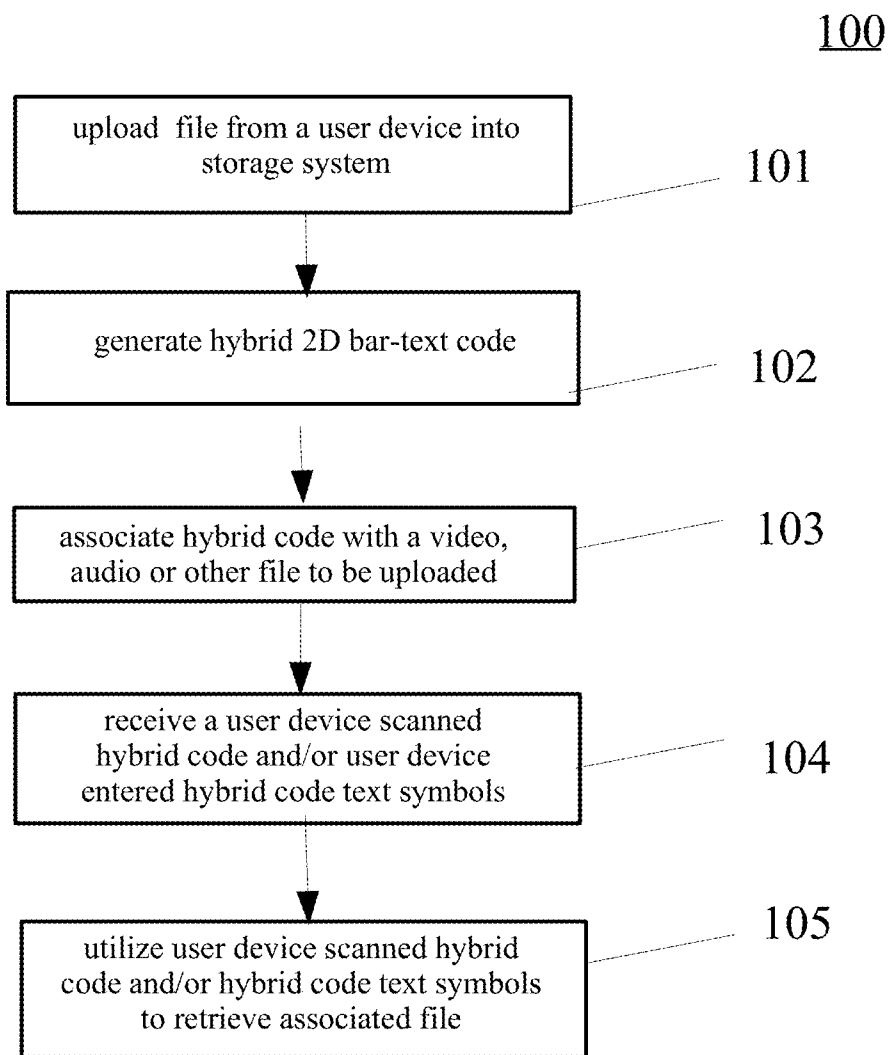 100
upload file from a user device into
storage system
101
generate hybrid 2D bar-text code
102
associate hybrid code with a video,
audio or other file to be uploaded
103
receive a user device scanned
hybrid code and/or user device
entered hybrid code text symbols
104
utilize user device scanned hybrid
code and/or hybrid code text symbols
to retrieve associated file
105